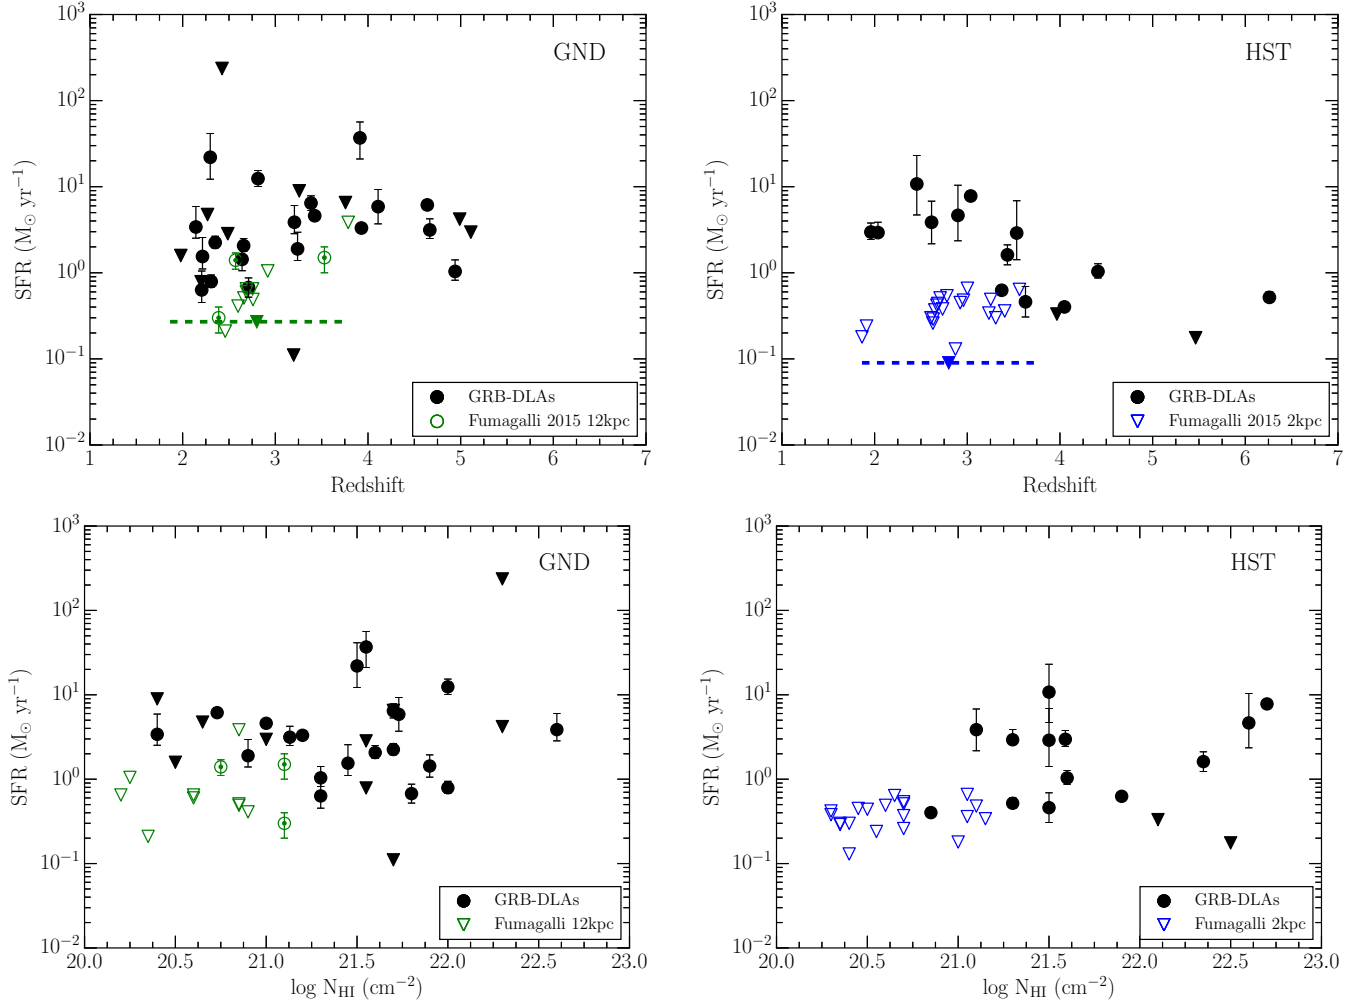 10³
10²
10¹
10⁰
10⁻¹
10⁻²
SFR (M⊙ yr⁻¹)
GND
GRB-DLAs
Fumagalli 2015 12kpc
1 2 3 4 5 6 7
Redshift
10³
10²
10¹
10⁰
10⁻¹
10⁻²
SFR (M⊙ yr⁻¹)
HST
GRB-DLAs
Fumagalli 2015 2kpc
1 2 3 4 5 6 7
Redshift
10³
10²
10¹
10⁰
10⁻¹
10⁻²
SFR (M⊙ yr⁻¹)
GND
GRB-DLAs
Fumagalli 12kpc
20.0 20.5 21.0 21.5 22.0 22.5 23.0
log N_HI (cm⁻²)
10³
10²
10¹
10⁰
10⁻¹
10⁻²
SFR (M⊙ yr⁻¹)
HST
GRB-DLAs
Fumagalli 2kpc
20.0 20.5 21.0 21.5 22.0 22.5 23.0
log N_HI (cm⁻²)